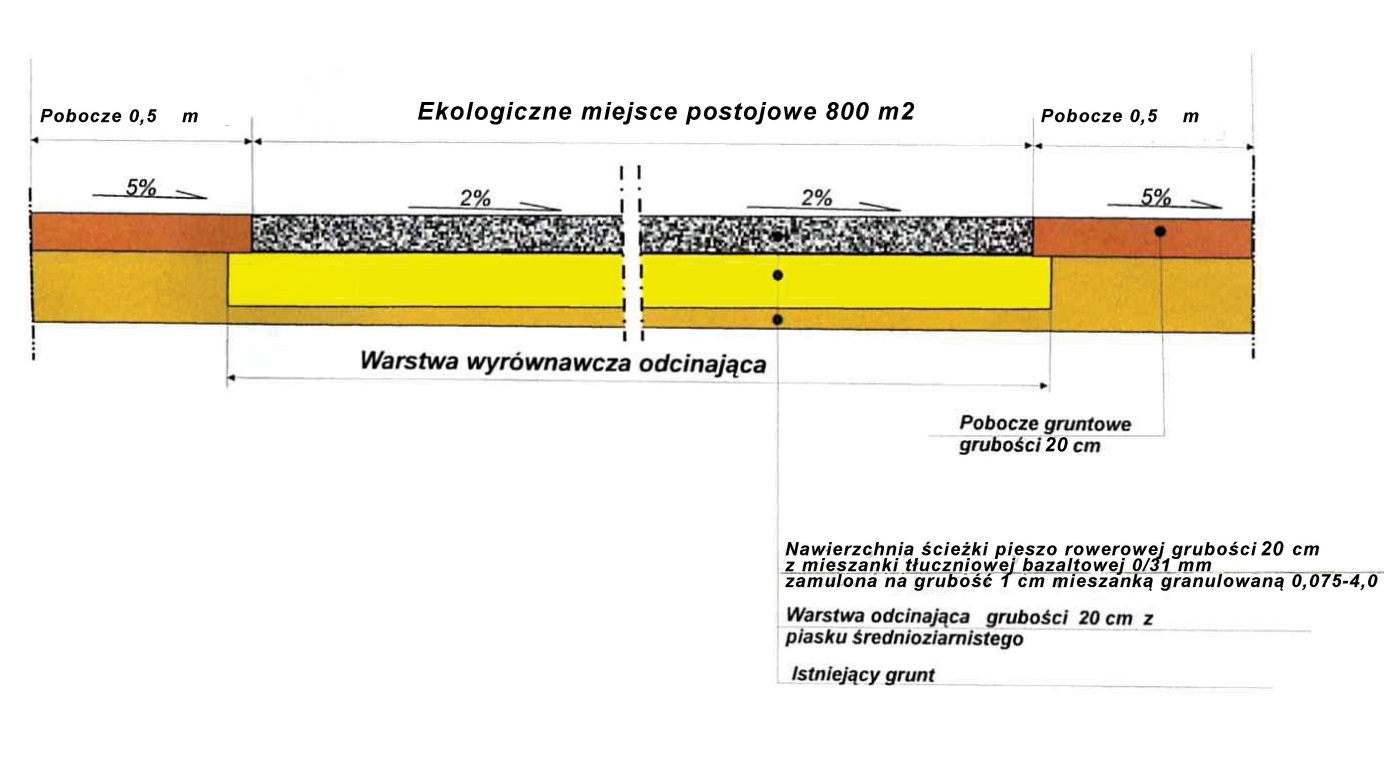 Pobocze 0,5 m
Ekologiczne miejsce postojowe 800 m2
Pobocze 0,5 m
5%
2%
2%
5%
Warstwa wyrównawcza odcinająca
Pobocze gruntowe
grubości 20 cm
Nawierzchnia ścieżki pieszo rowerowej grubości 20 cm
z mieszanki tłuczniowej bazaltowej 0/31 mm
zamulona na grubość 1 cm mieszanką granulowaną 0,075-4,0
Warstwa odcinająca grubości 20 cm z
piasku średnioziarnistego
Istniejący grunt